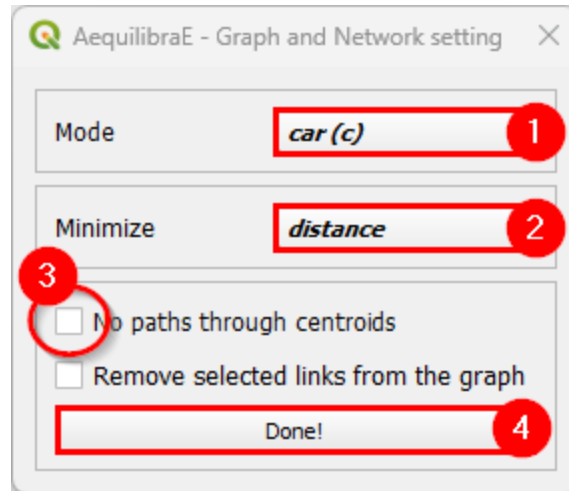 AequilibraE - Graph and Network setting
Mode
car (c)
1
Minimize
distance
2
3
No paths through centroids
Remove selected links from the graph
Done!
4